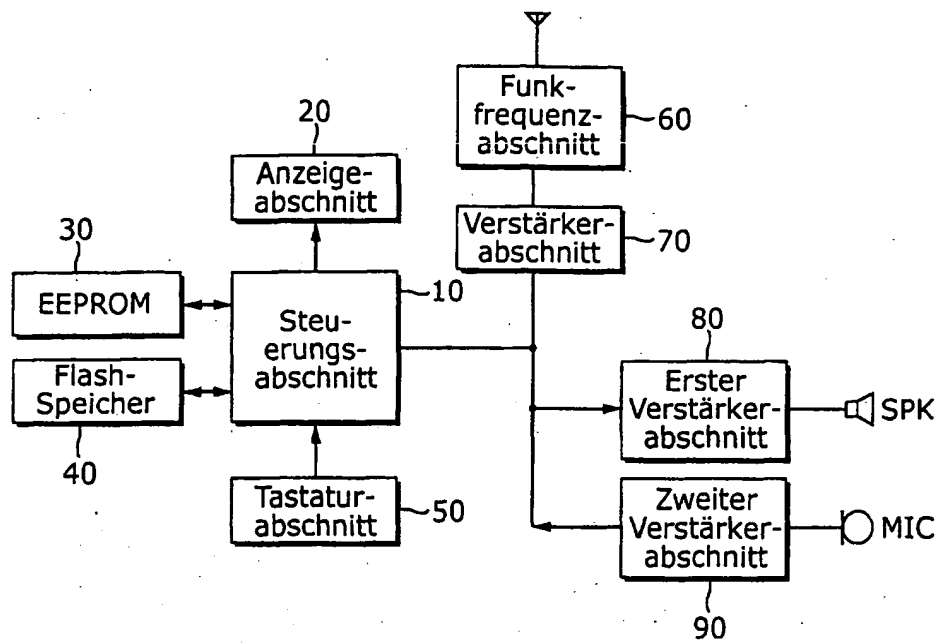 Funk-
frequenz-
abschnitt
60
20
Anzeige-
abschnitt
Verstärker-
abschnitt
70
30
EEPROM
10
Steu-
erungs-
abschnitt
80
Flash-
Speicher
40
Erster
Verstärker-
abschnitt
SPK
Tastatur-
abschnitt
50
Zweiter
Verstärker-
abschnitt
MIC
90